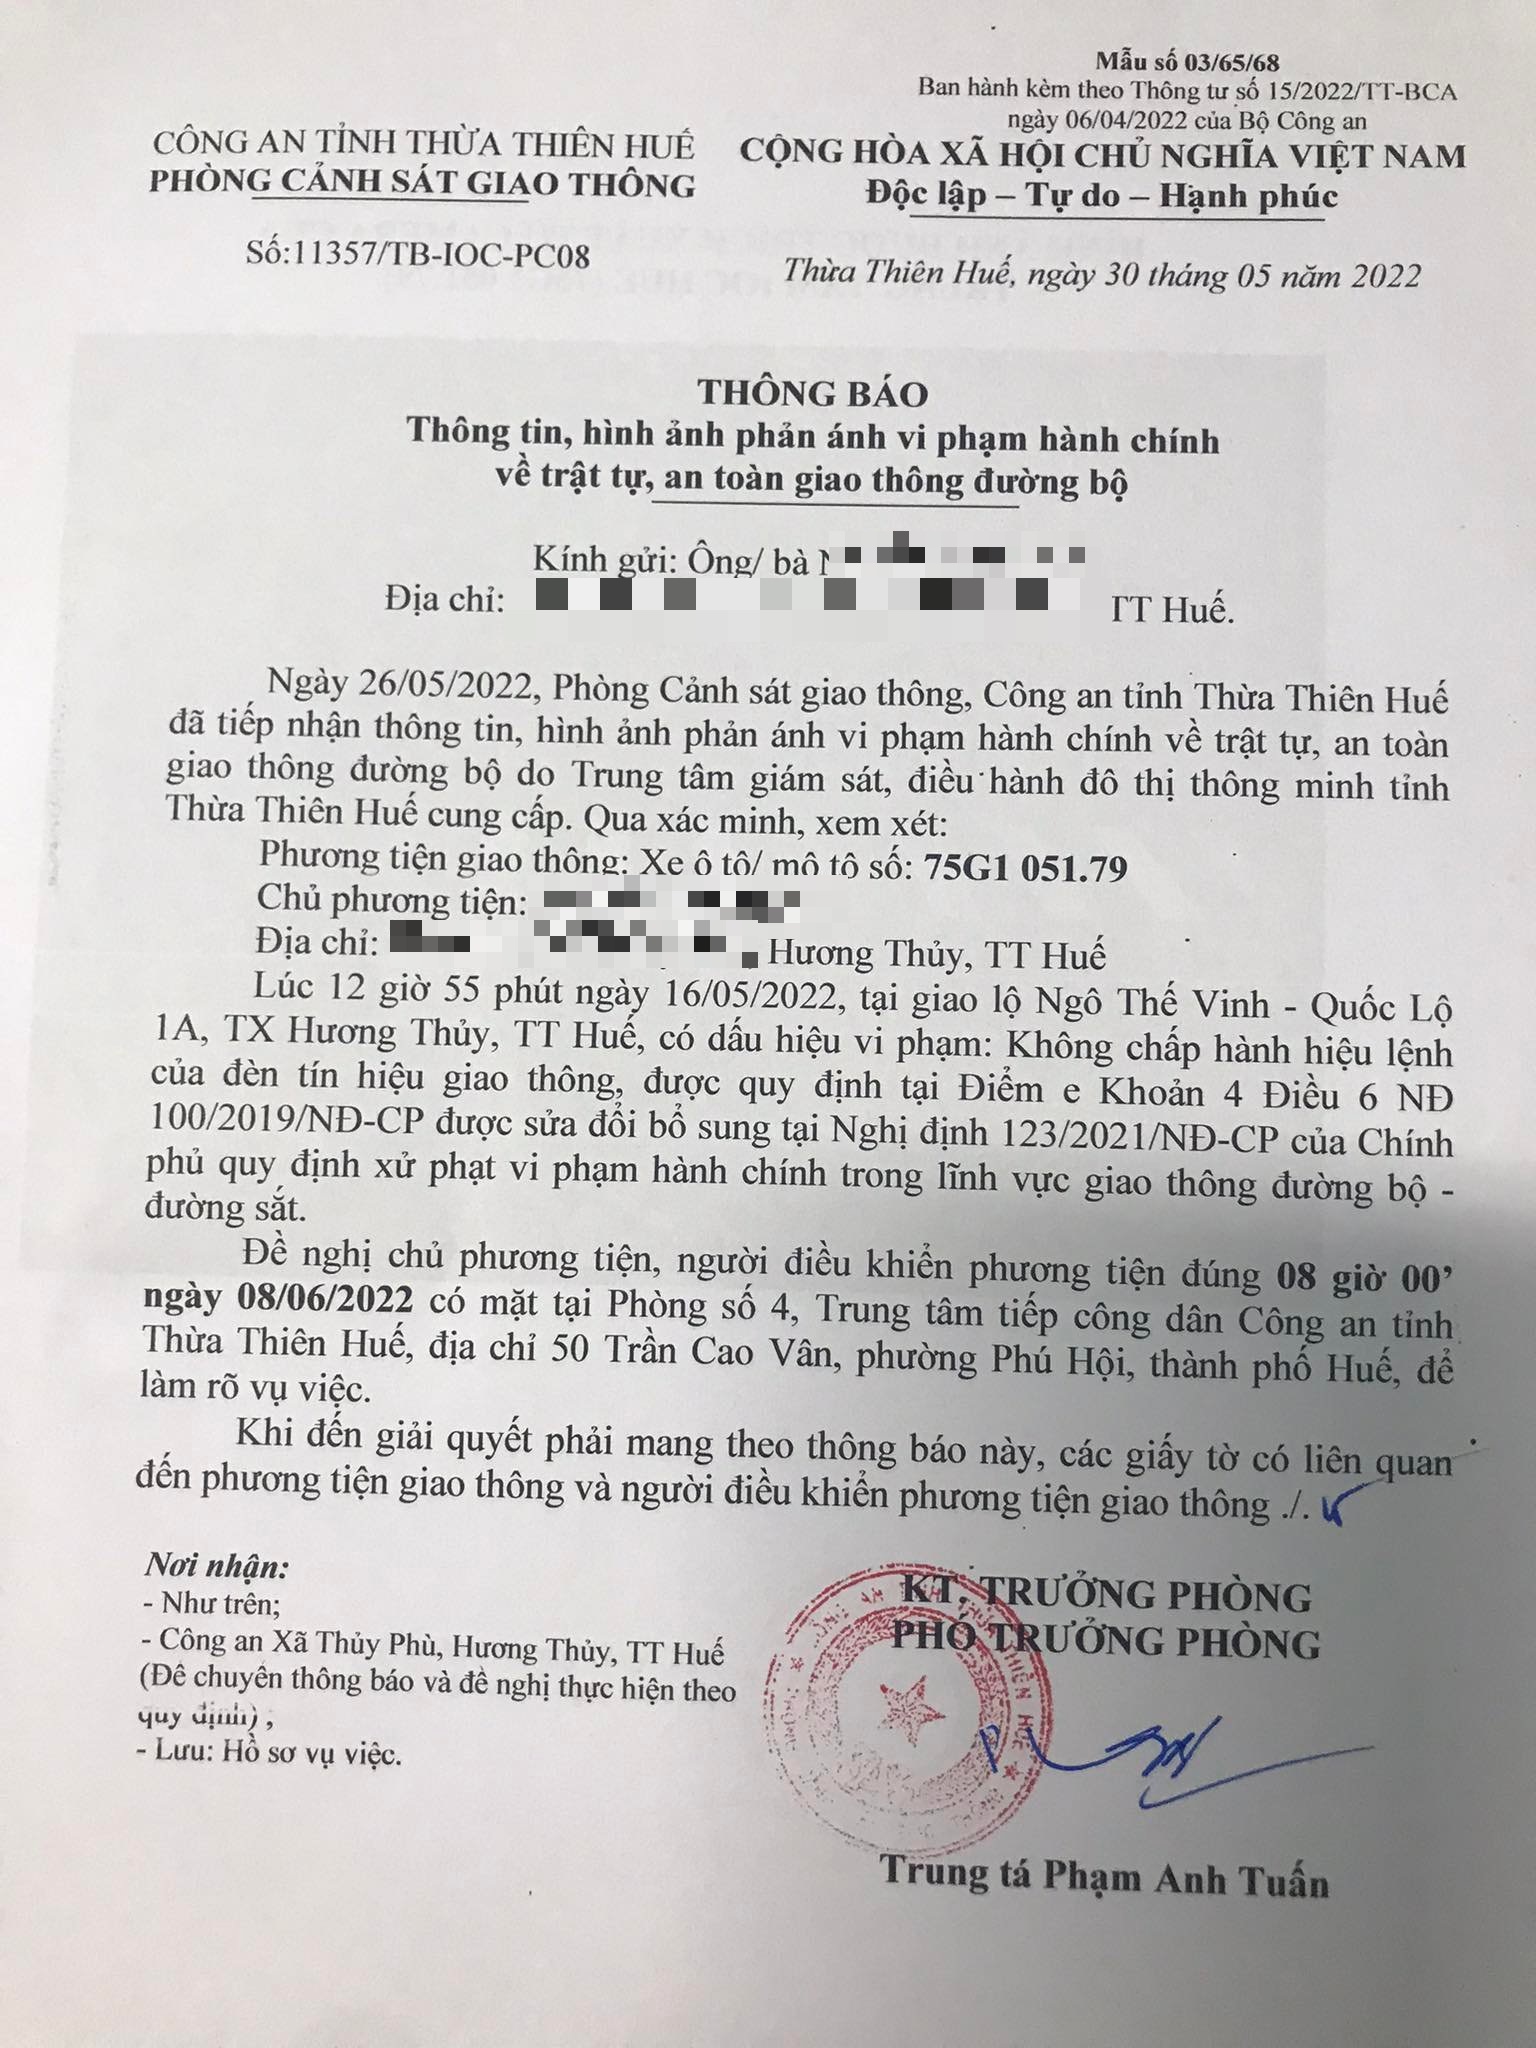 Mẫu số 03/65/68
Ban hành kèm theo Thông tư số 15/2022/TT-BCA
ngày 06/04/2022 của Bộ Công an
CÔNG AN TỈNH THỪA THIÊN HUẾ
PHÒNG CẢNH SÁT GIAO THÔNG
CỘNG HÒA XÃ HỘI CHỦ NGHĨA VIỆT NAM
Độc lập – Tự do – Hạnh phúc
Số:11357/TB-IOC-PC08
Thừa Thiên Huế, ngày 30 tháng 05 năm 2022
THÔNG BÁO
Thông tin, hình ảnh phản ánh vi phạm hành chính
về trật tự, an toàn giao thông đường bộ
Kính gửi: Ông/ bà
Địa chỉ: TT Huế.
Ngày 26/05/2022, Phòng Cảnh sát giao thông, Công an tỉnh Thừa Thiên Huế
đã tiếp nhận thông tin, hình ảnh phản ánh vi phạm hành chính về trật tự, an toàn
giao thông đường bộ do Trung tâm giám sát, điều hành đô thị thông minh tỉnh
Thừa Thiên Huế cung cấp. Qua xác minh, xem xét:
Phương tiện giao thông: Xe ô tô/ mô tô số: 75G1 051.79
Chủ phương tiện:
Địa chỉ: Hương Thủy, TT Huế
Lúc 12 giờ 55 phút ngày 16/05/2022, tại giao lộ Ngô Thế Vinh - Quốc Lộ
1A, TX Hương Thủy, TT Huế, có dấu hiệu vi phạm: Không chấp hành hiệu lệnh
của đèn tín hiệu giao thông, được quy định tại Điểm e Khoản 4 Điều 6 NĐ
100/2019/NĐ-CP được sửa đổi bổ sung tại Nghị định 123/2021/NĐ-CP của Chính
phủ quy định xử phạt vi phạm hành chính trong lĩnh vực giao thông đường bộ -
đường sắt.
Đề nghị chủ phương tiện, người điều khiển phương tiện đúng 08 giờ 00’
ngày 08/06/2022 có mặt tại Phòng số 4, Trung tâm tiếp công dân Công an tỉnh
Thừa Thiên Huế, địa chỉ 50 Trần Cao Vân, phường Phú Hội, thành phố Huế, để
làm rõ vụ việc.
Khi đến giải quyết phải mang theo thông báo này, các giấy tờ có liên quan
đến phương tiện giao thông và người điều khiển phương tiện giao thông ./.
Nơi nhận:
- Như trên;
- Công an Xã Thủy Phù, Hương Thủy, TT Huế
(Để chuyển thông báo và đề nghị thực hiện theo
quy định),
- Lưu: Hồ sơ vụ việc.
KT. TRƯỞNG PHÒNG
PHÓ TRƯỞNG PHÒNG
Trung tá Phạm Anh Tuấn